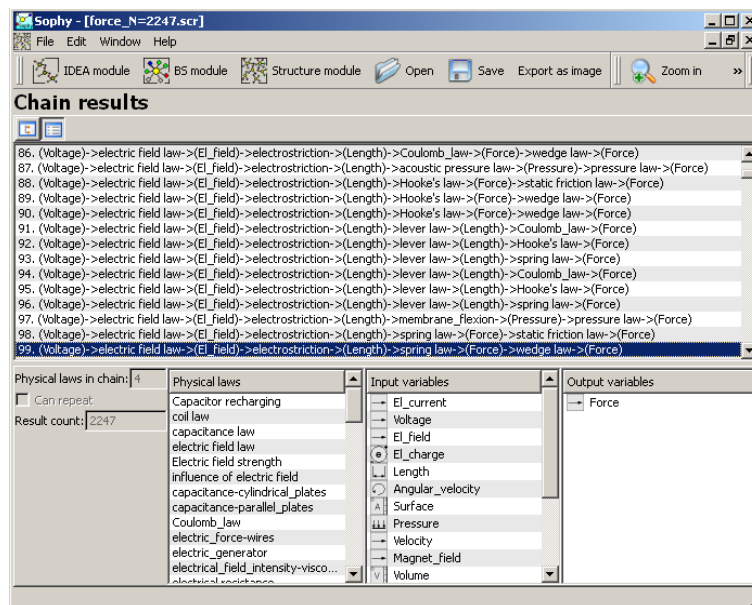 Sophy - [force_N=2247.scr]
File Edit Window Help
IDEA module BS module Structure module Open Save Export as image Zoom in »
Chain results
86. (Voltage)->electric field law->(El_field)->electrostriction->(Length)->Coulomb_law->(Force)->wedge law->(Force)
87. (Voltage)->electric field law->(El_field)->electrostriction->(Length)->acoustic pressure law->(Pressure)->pressure law->(Force)
88. (Voltage)->electric field law->(El_field)->electrostriction->(Length)->Hooke's law->(Force)->static friction law->(Force)
89. (Voltage)->electric field law->(El_field)->electrostriction->(Length)->Hooke's law->(Force)->wedge law->(Force)
90. (Voltage)->electric field law->(El_field)->electrostriction->(Length)->Hooke's law->(Force)->wedge law->(Force)
91. (Voltage)->electric field law->(El_field)->electrostriction->(Length)->lever law->(Length)->Coulomb_law->(Force)
92. (Voltage)->electric field law->(El_field)->electrostriction->(Length)->lever law->(Length)->Hooke's law->(Force)
93. (Voltage)->electric field law->(El_field)->electrostriction->(Length)->lever law->(Length)->spring law->(Force)
94. (Voltage)->electric field law->(El_field)->electrostriction->(Length)->lever law->(Length)->Coulomb_law->(Force)
95. (Voltage)->electric field law->(El_field)->electrostriction->(Length)->lever law->(Length)->Hooke's law->(Force)
96. (Voltage)->electric field law->(El_field)->electrostriction->(Length)->lever law->(Length)->spring law->(Force)
97. (Voltage)->electric field law->(El_field)->electrostriction->(Length)->membrane_flexion->(Pressure)->pressure law->(Force)
98. (Voltage)->electric field law->(El_field)->electrostriction->(Length)->spring law->(Force)->static friction law->(Force)
99. (Voltage)->electric field law->(El_field)->electrostriction->(Length)->spring law->(Force)->wedge law->(Force)
Physical laws in chain: 4
Can repeat
Result count: 2247
Physical laws
Capacitor recharging
coil law
capacitance law
electric field law
Electric field strength
influence of electric field
capacitance-cylindrical_plates
capacitance-parallel_plates
Coulomb_law
electric_force-wires
electric_generator
electrical_field_intensity-visco...
electrical resistance
Input variables
El_current
Voltage
El_field
El_charge
Length
Angular_velocity
Surface
Pressure
Velocity
Magnet_field
Volume
Output variables
Force